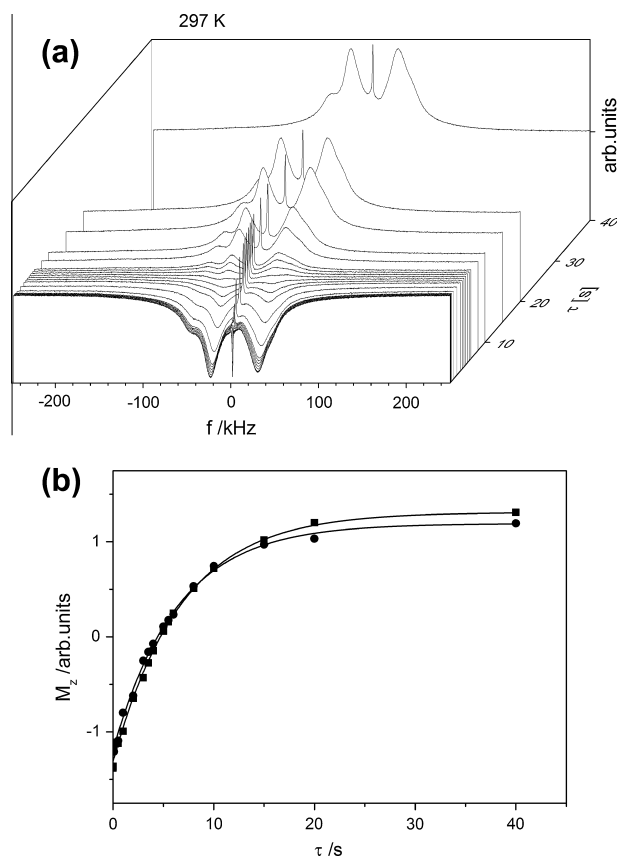 297 K
(a)
arb.units
40
30
20
10
τ [s]
-200 -100 0 100 200
f /kHz
(b)
1
0
-1
M_z /arb.units
0 10 20 30 40
τ /s